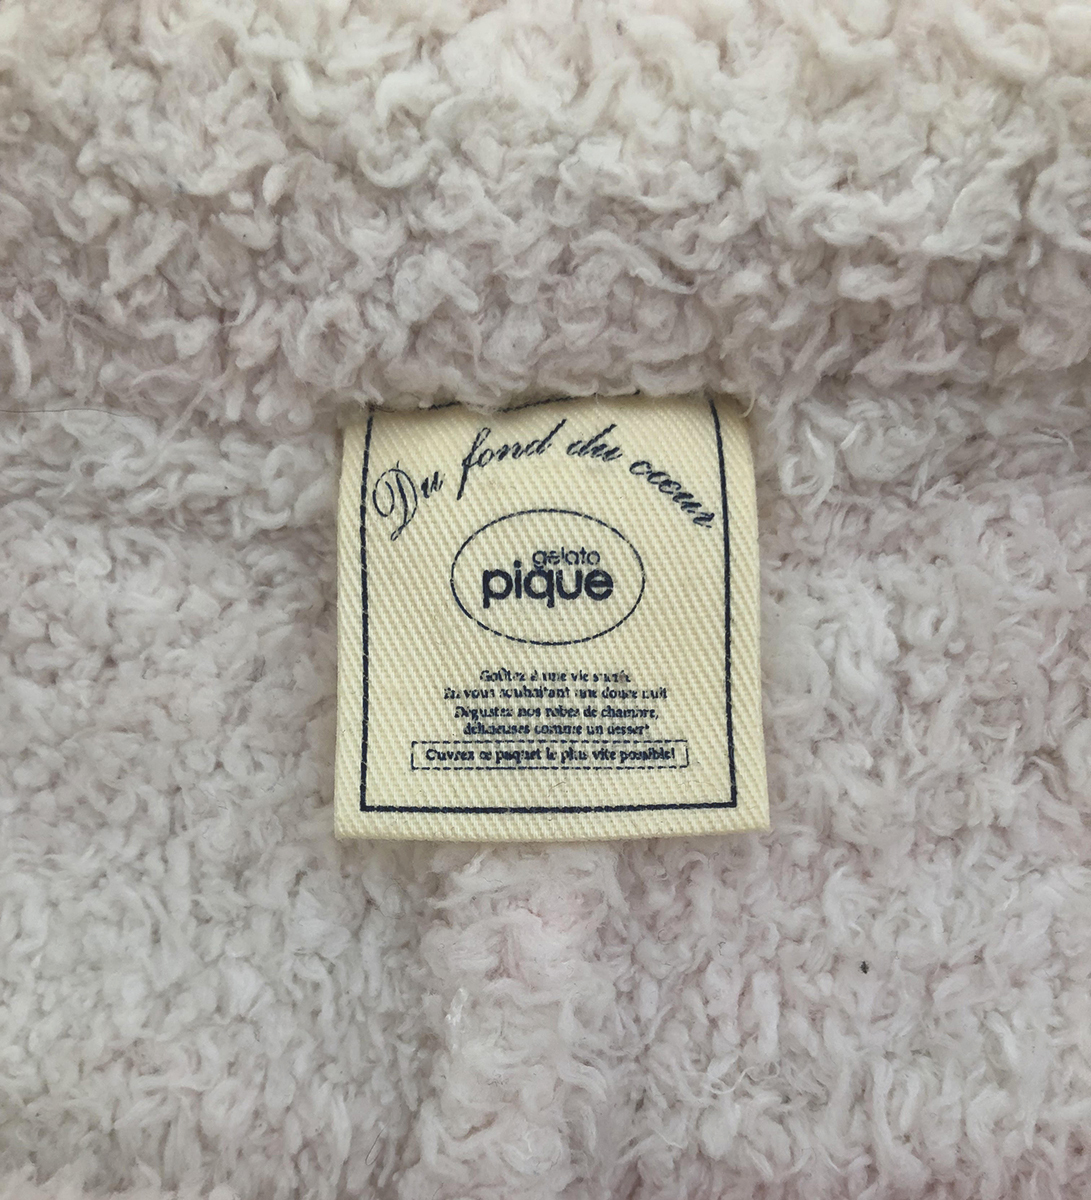 Du fond du cœur
gelato
pique
Goûtez à une vie sucrée.
En vous souhaitant une douce nuit
Dégustez nos robes de chambre,
délicieuses comme un dessert
Ouvrez ce paquet le plus vite possible!